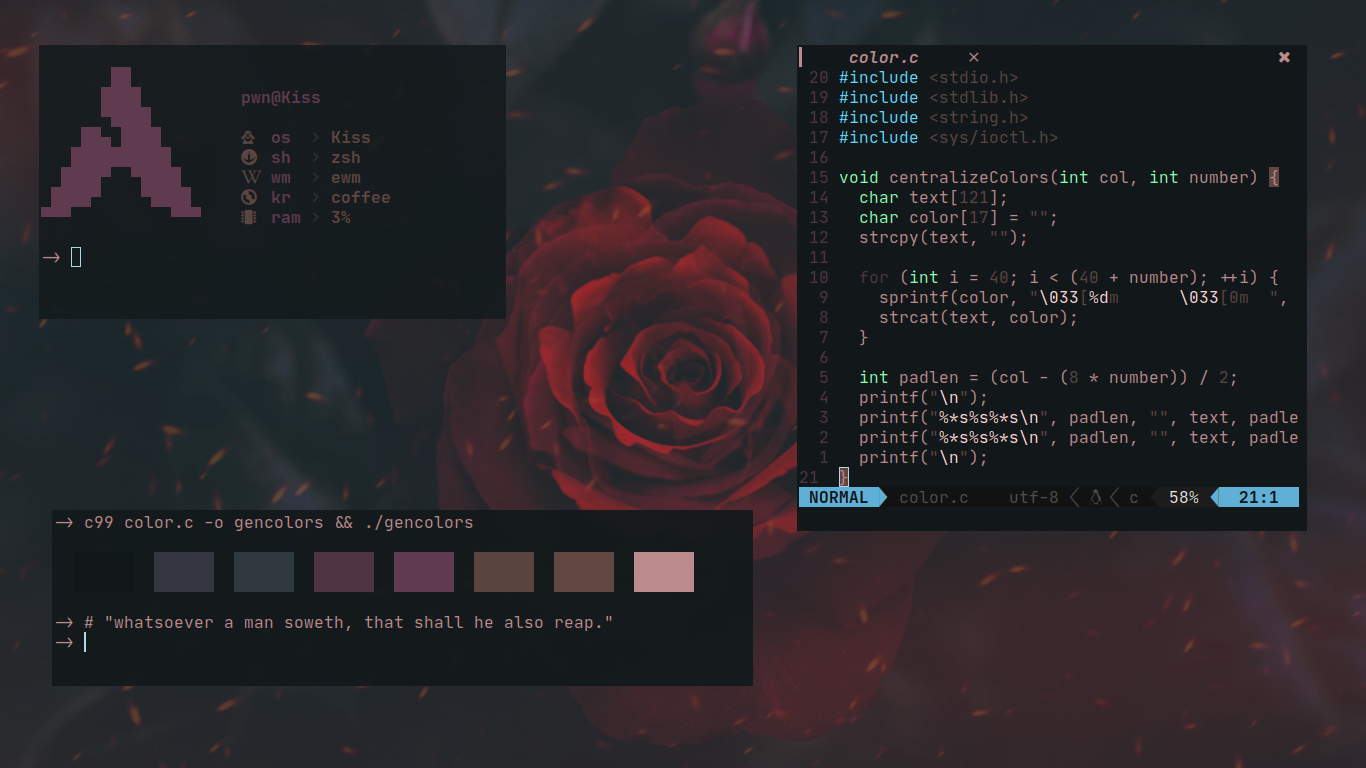 pwn@Kiss
os > Kiss
sh > zsh
wm > ewm
kr > coffee
ram > 3%
→
color.c × ✖
20 #include <stdio.h>
19 #include <stdlib.h>
18 #include <string.h>
17 #include <sys/ioctl.h>
16
15 void centralizeColors(int col, int number) {
14   char text[121];
13   char color[17] = "";
12   strcpy(text, "");
11
10   for (int i = 40; i < (40 + number); ++i) {
9     sprintf(color, "\033[%dm      \033[0m  ",
8     strcat(text, color);
7   }
6
5   int padlen = (col - (8 * number)) / 2;
4   printf("\n");
3   printf("%*s%s%*s\n", padlen, "", text, padle
2   printf("%*s%s%*s\n", padlen, "", text, padle
1   printf("\n");
21 }
NORMAL color.c utf-8 c 58% 21:1
→ c99 color.c -o gencolors && ./gencolors
→ # "whatsoever a man soweth, that shall he also reap."
→